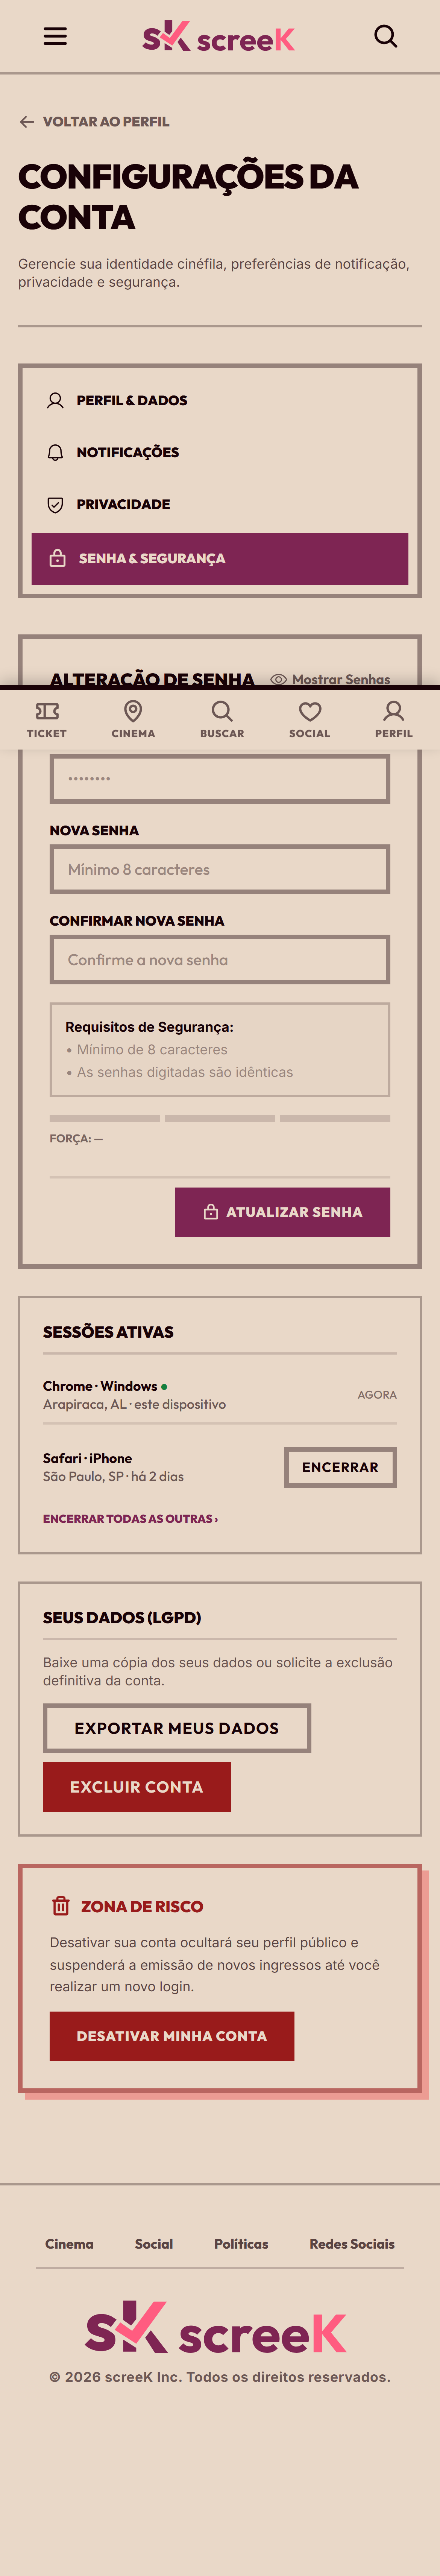 SK screeK
VOLTAR AO PERFIL
CONFIGURAÇÕES DA
CONTA
Gerencie sua identidade cinéfila, preferências de notificação,
privacidade e segurança.
PERFIL & DADOS
NOTIFICAÇÕES
PRIVACIDADE
SENHA & SEGURANÇA
ALTERAÇÃO DE SENHA Mostrar Senhas
TICKET CINEMA BUSCAR SOCIAL PERFIL
••••••••
NOVA SENHA
Mínimo 8 caracteres
CONFIRMAR NOVA SENHA
Confirme a nova senha
Requisitos de Segurança:
• Mínimo de 8 caracteres
• As senhas digitadas são idênticas
FORÇA: —
ATUALIZAR SENHA
SESSÕES ATIVAS
Chrome · Windows ●
Arapiraca, AL · este dispositivo
AGORA
Safari · iPhone
São Paulo, SP · há 2 dias
ENCERRAR
ENCERRAR TODAS AS OUTRAS ›
SEUS DADOS (LGPD)
Baixe uma cópia dos seus dados ou solicite a exclusão
definitiva da conta.
EXPORTAR MEUS DADOS
EXCLUIR CONTA
ZONA DE RISCO
Desativar sua conta ocultará seu perfil público e
suspenderá a emissão de novos ingressos até você
realizar um novo login.
DESATIVAR MINHA CONTA
Cinema Social Políticas Redes Sociais
SK screeK
© 2026 screeK Inc. Todos os direitos reservados.